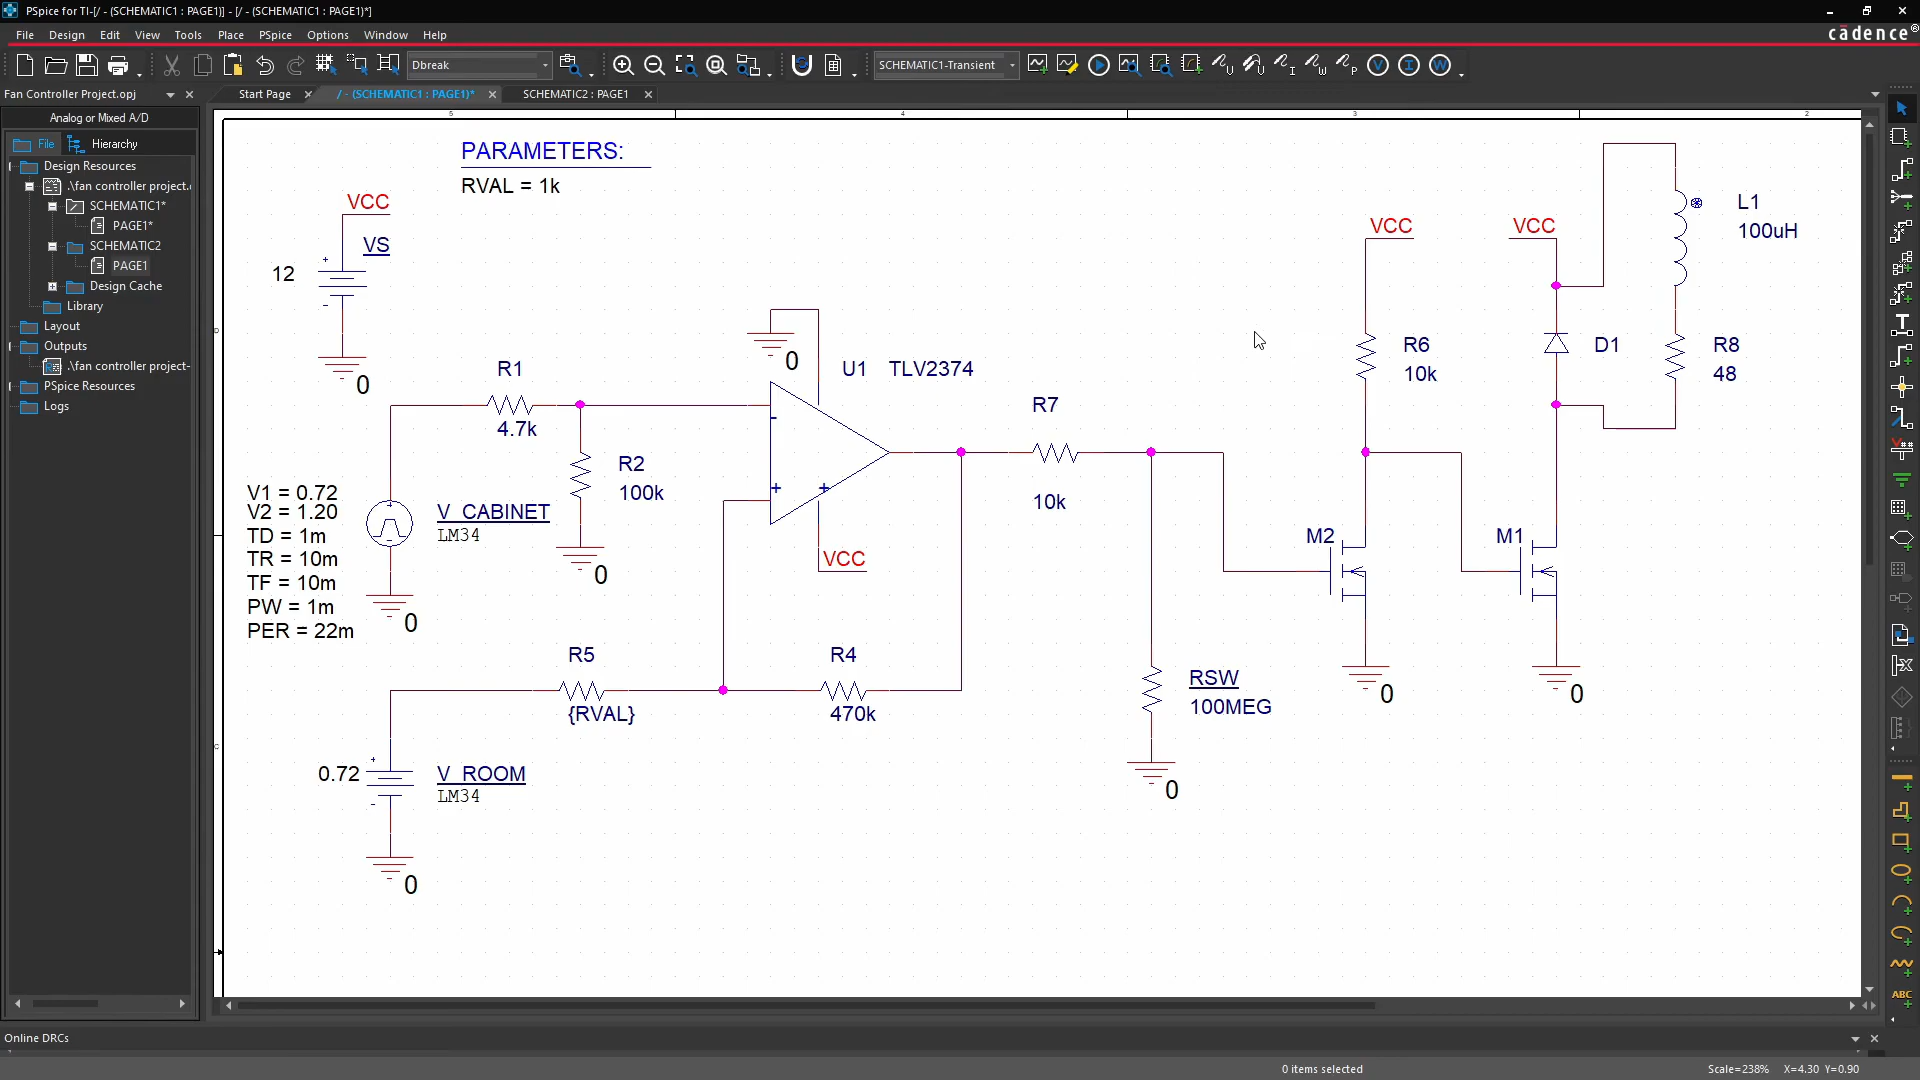 PSpice for TI-[/ - (SCHEMATIC1 : PAGE1)] - [/ - (SCHEMATIC1 : PAGE1)*]
File Design Edit View Tools Place PSpice Options Window Help
cādence®
Dbreak
SCHEMATIC1-Transient
Fan Controller Project.opj
Start Page
/ - (SCHEMATIC1 : PAGE1)*
SCHEMATIC2 : PAGE1
Analog or Mixed A/D
File Hierarchy
Design Resources
.\fan controller project.
SCHEMATIC1*
PAGE1*
SCHEMATIC2
PAGE1
Design Cache
Library
Layout
Outputs
.\fan controller project-
PSpice Resources
Logs
5 4 3 2
PARAMETERS:
RVAL = 1k
VCC
VS
12
0
R1
4.7k
R2
100k
0
V1 = 0.72
V2 = 1.20
TD = 1m
TR = 10m
TF = 10m
PW = 1m
PER = 22m
V_CABINET
LM34
0
0
U1 TLV2374
VCC
R5
{RVAL}
R4
470k
0.72
V_ROOM
LM34
0
R7
10k
RSW
100MEG
0
VCC
R6
10k
M2
0
VCC
D1
M1
0
L1
100uH
R8
48
D
C
ABC
Online DRCs
0 items selected
Scale=238% X=4.30 Y=0.90